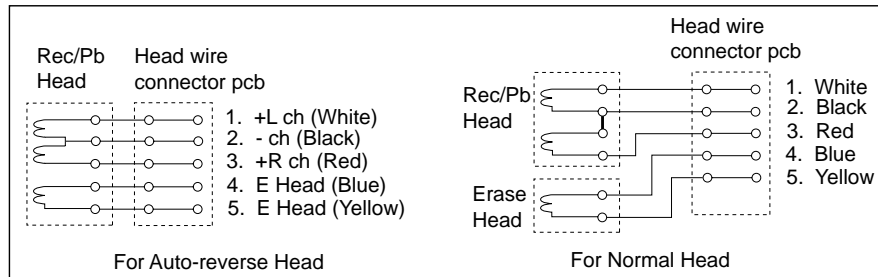 Rec/Pb
Head
Head wire
connector pcb
1. +L ch (White)
2. - ch (Black)
3. +R ch (Red)
4. E Head (Blue)
5. E Head (Yellow)
For Auto-reverse Head
Head wire
connector pcb
Rec/Pb
Head
1. White
2. Black
3. Red
4. Blue
5. Yellow
Erase
Head
For Normal Head